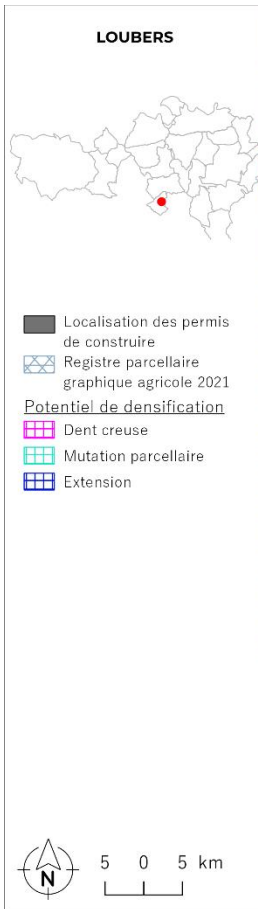 LOUBERS
Localisation des permis
de construire
Registre parcellaire
graphique agricole 2021
Potentiel de densification
Dent creuse
Mutation parcellaire
Extension
N
5 0 5 km